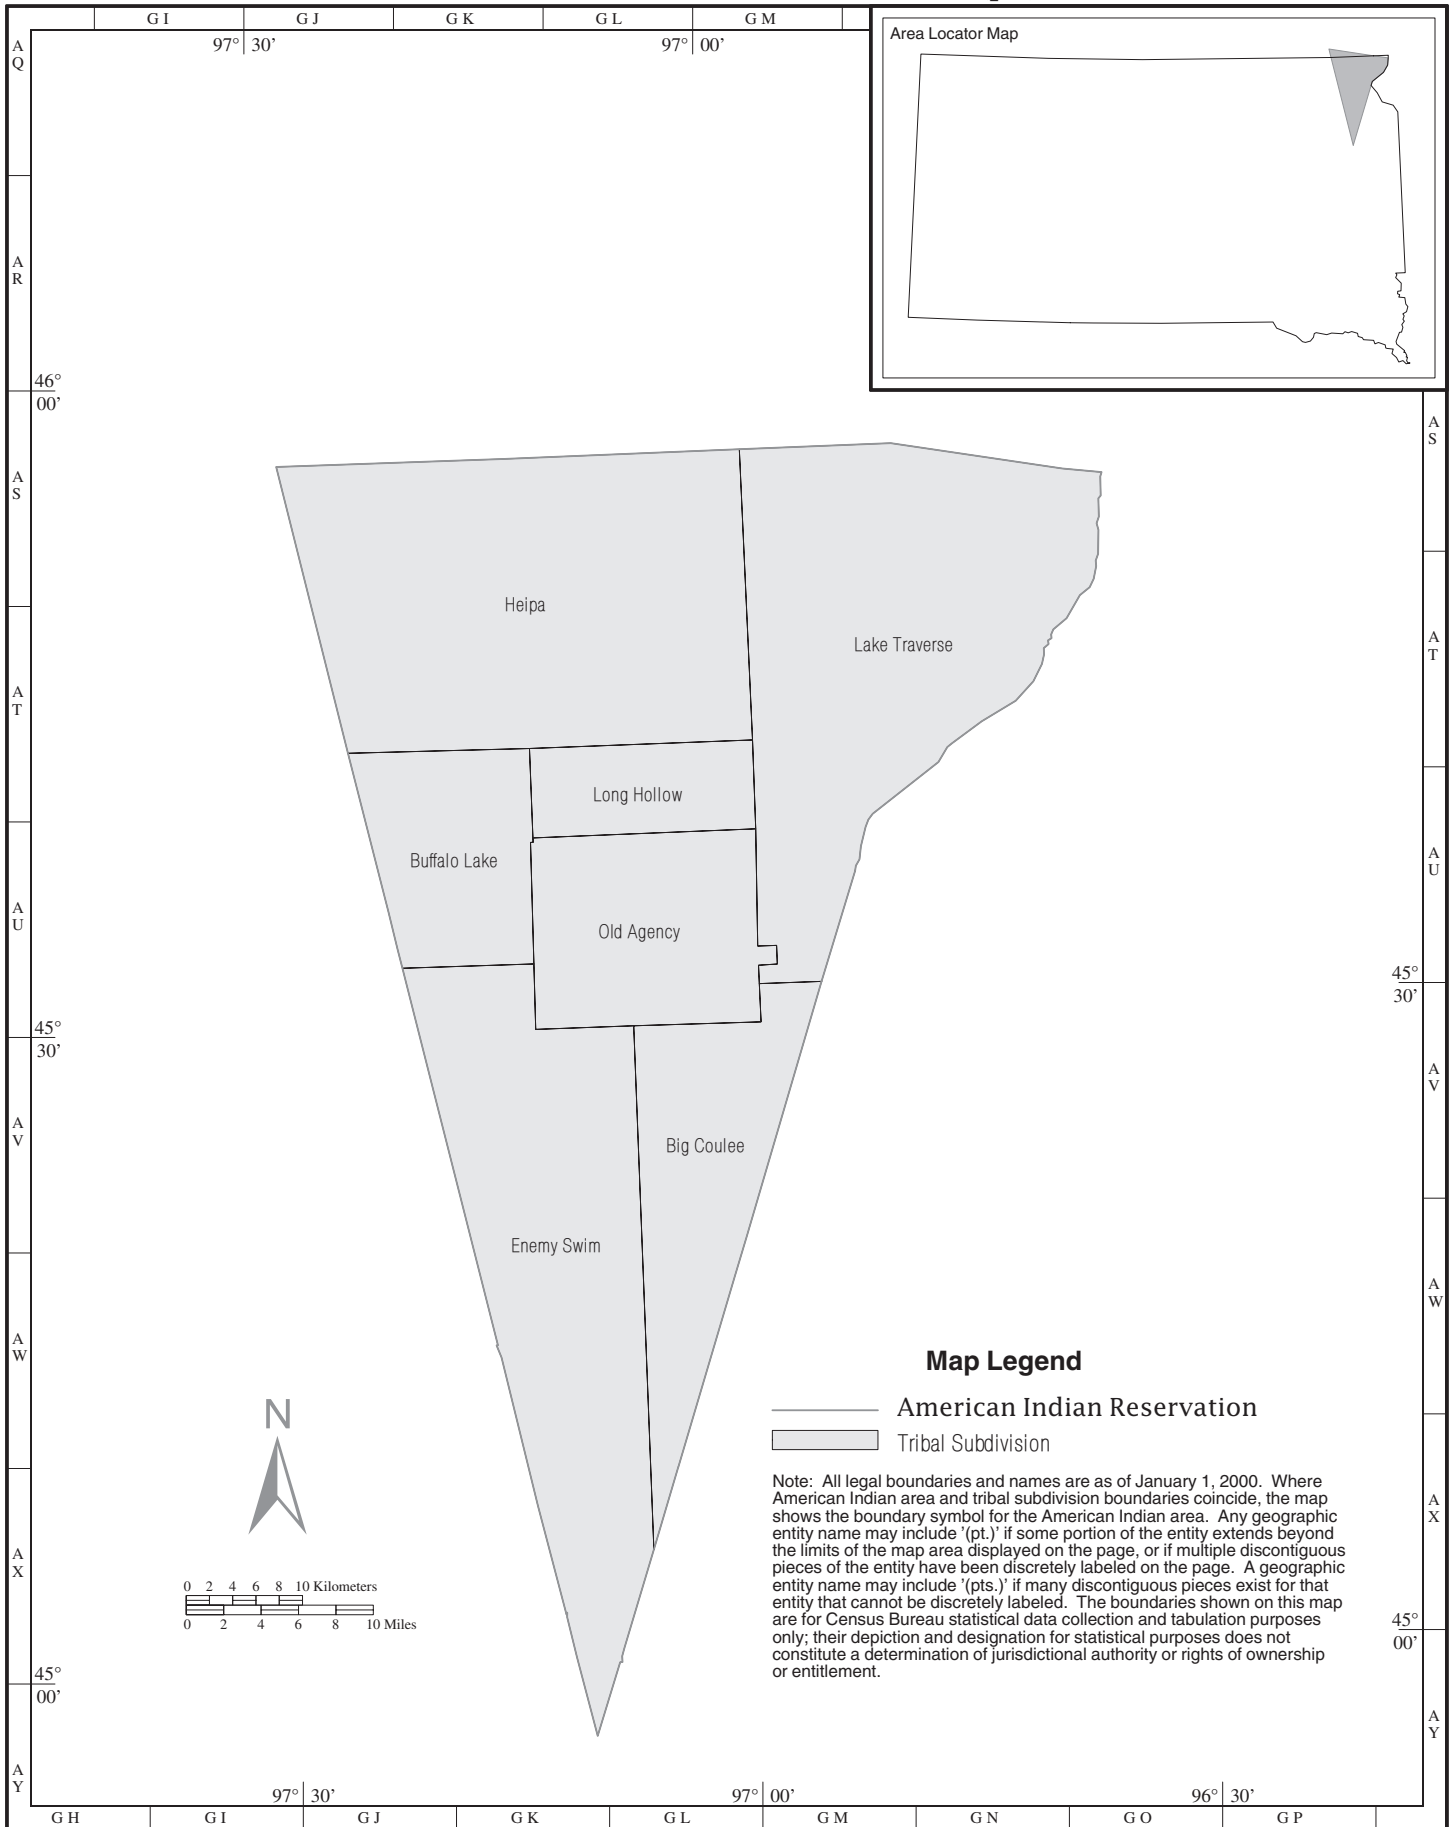 G I G J G K G L G M
97° 30’ 97° 00’
Area Locator Map
A
Q
A
R
46°
00’
A
S
A
S
Heipa
Lake Traverse
A
T
A
T
Long Hollow
Buffalo Lake
A
U
A
U
Old Agency
45°
30’
45°
30’
A
V
A
V
Big Coulee
Enemy Swim
A
W
A
W
Map Legend
American Indian Reservation
Tribal Subdivision
Note: All legal boundaries and names are as of January 1, 2000. Where
American Indian area and tribal subdivision boundaries coincide, the map
shows the boundary symbol for the American Indian area. Any geographic
entity name may include ’(pt.)’ if some portion of the entity extends beyond
the limits of the map area displayed on the page, or if multiple discontiguous
pieces of the entity have been discretely labeled on the page. A geographic
entity name may include ’(pts.)’ if many discontiguous pieces exist for that
entity that cannot be discretely labeled. The boundaries shown on this map
are for Census Bureau statistical data collection and tabulation purposes
only; their depiction and designation for statistical purposes does not
constitute a determination of jurisdictional authority or rights of ownership
or entitlement.
N
A
X
A
X
0 2 4 6 8 10 Kilometers
0 2 4 6 8 10 Miles
45°
00’
45°
00’
A
Y
A
Y
97° 30’ 97° 00’ 96° 30’
G H G I G J G K G L G M G N G O G P